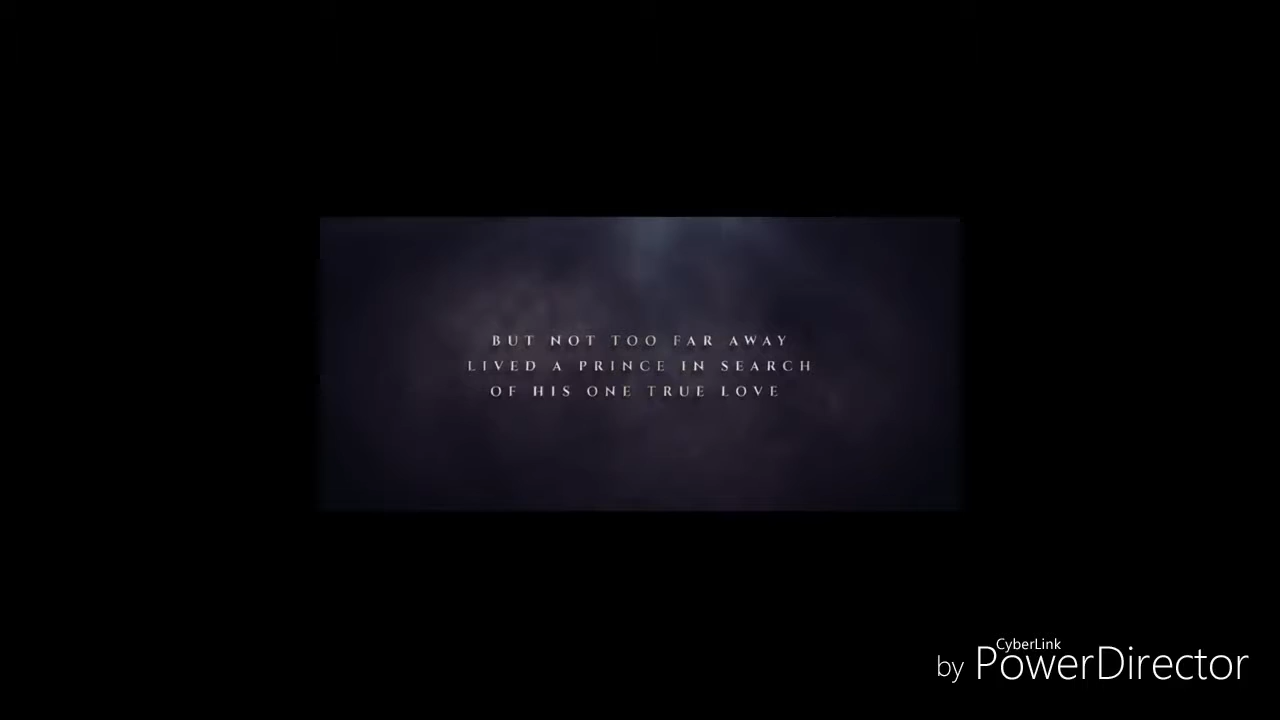 BUT NOT TOO FAR AWAY
LIVED A PRINCE IN SEARCH
OF HIS ONE TRUE LOVE
CyberLink
by PowerDirector